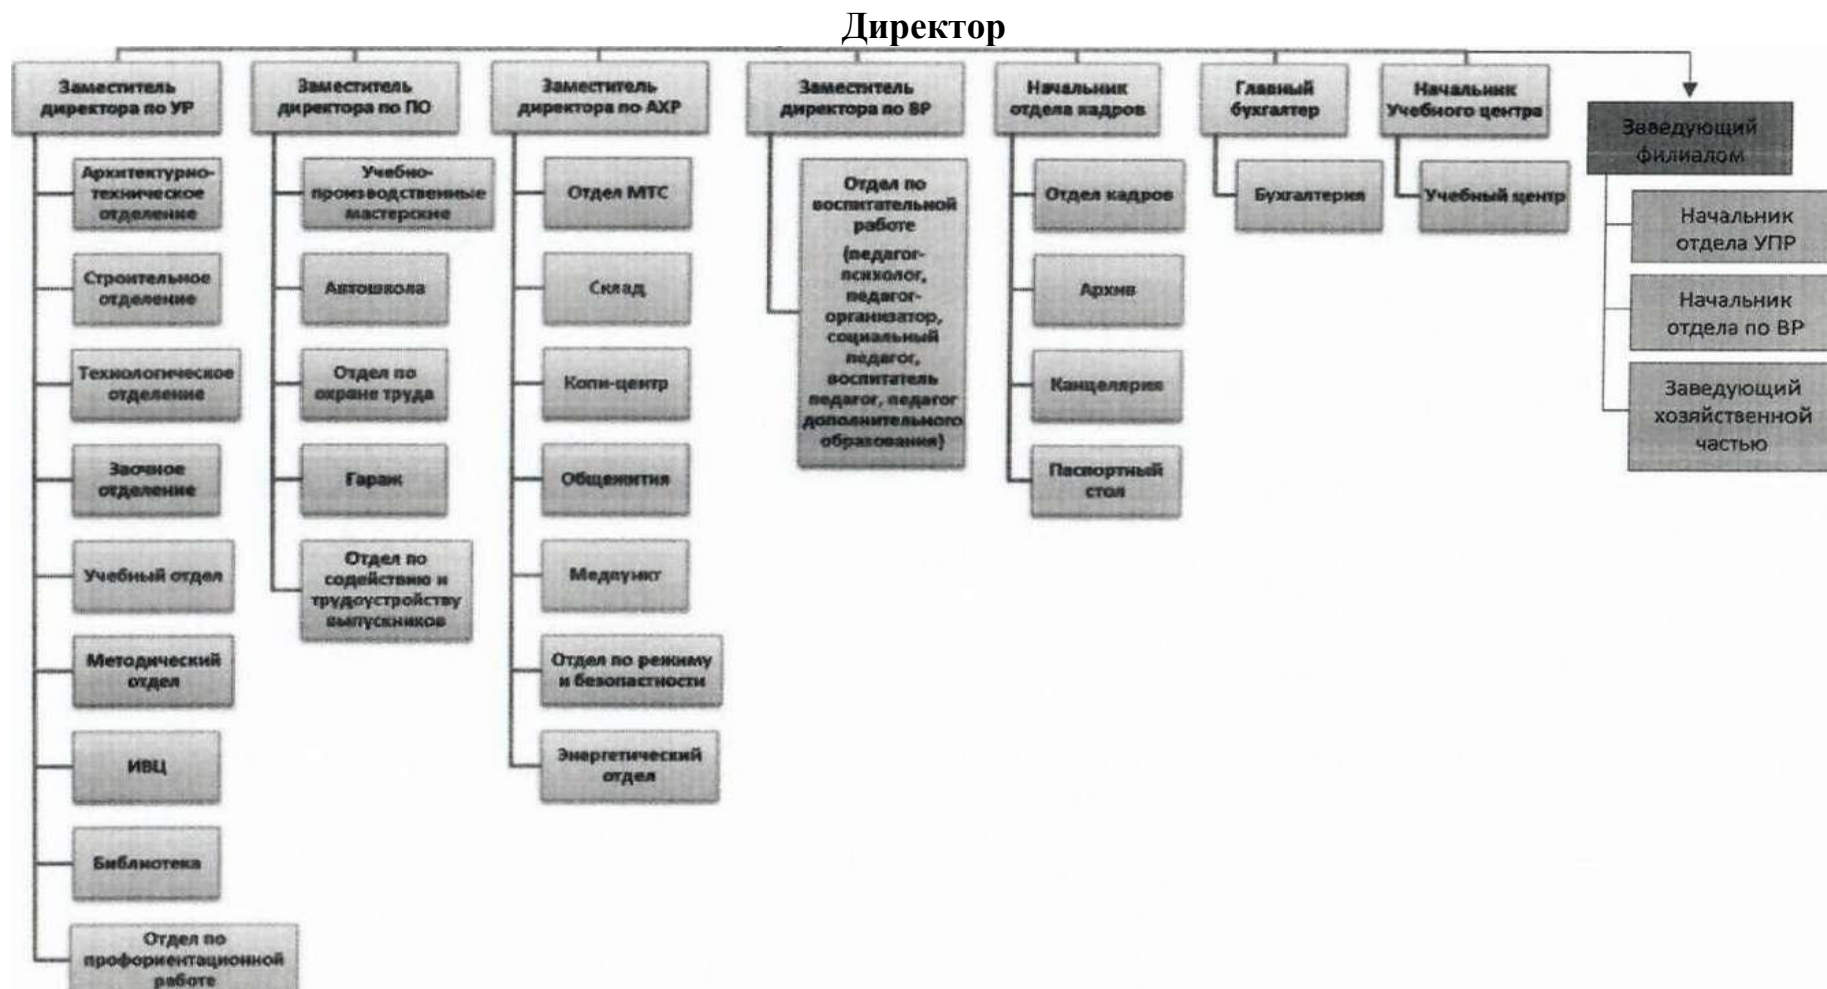 Директор
Заместитель
директора по УР
Архитектурно-
техническое
отделение
Строительное
отделение
Технологическое
отделение
Заочное
отделение
Учебный отдел
Методический
отдел
ИВЦ
Библиотека
Отдел по
профориентационной
работе
Заместитель
директора по ПО
Учебно-
производственные
мастерские
Автошкола
Отдел по
охране труда
Гараж
Отдел по
содействию и
трудоустройству
выпускников
Заместитель
директора по АХР
Отдел МТС
Склад
Копи-центр
Общежития
Медпункт
Отдел по режиму
и безопастности
Энергетический
отдел
Заместитель
директора по ВР
Отдел по
воспитательной
работе
(педагог-
психолог,
педагог-
организатор,
социальный
педагог,
воспитатель
педагог, педагог
дополнительного
образования)
Начальник
отдела кадров
Отдел кадров
Архив
Канцелярия
Паспортный
стол
Главный
бухгалтер
Бухгалтерия
Начальник
Учебного центра
Учебный центр
Заведующий
филиалом
Начальник
отдела УПР
Начальник
отдела по ВР
Заведующий
хозяйственной
частью